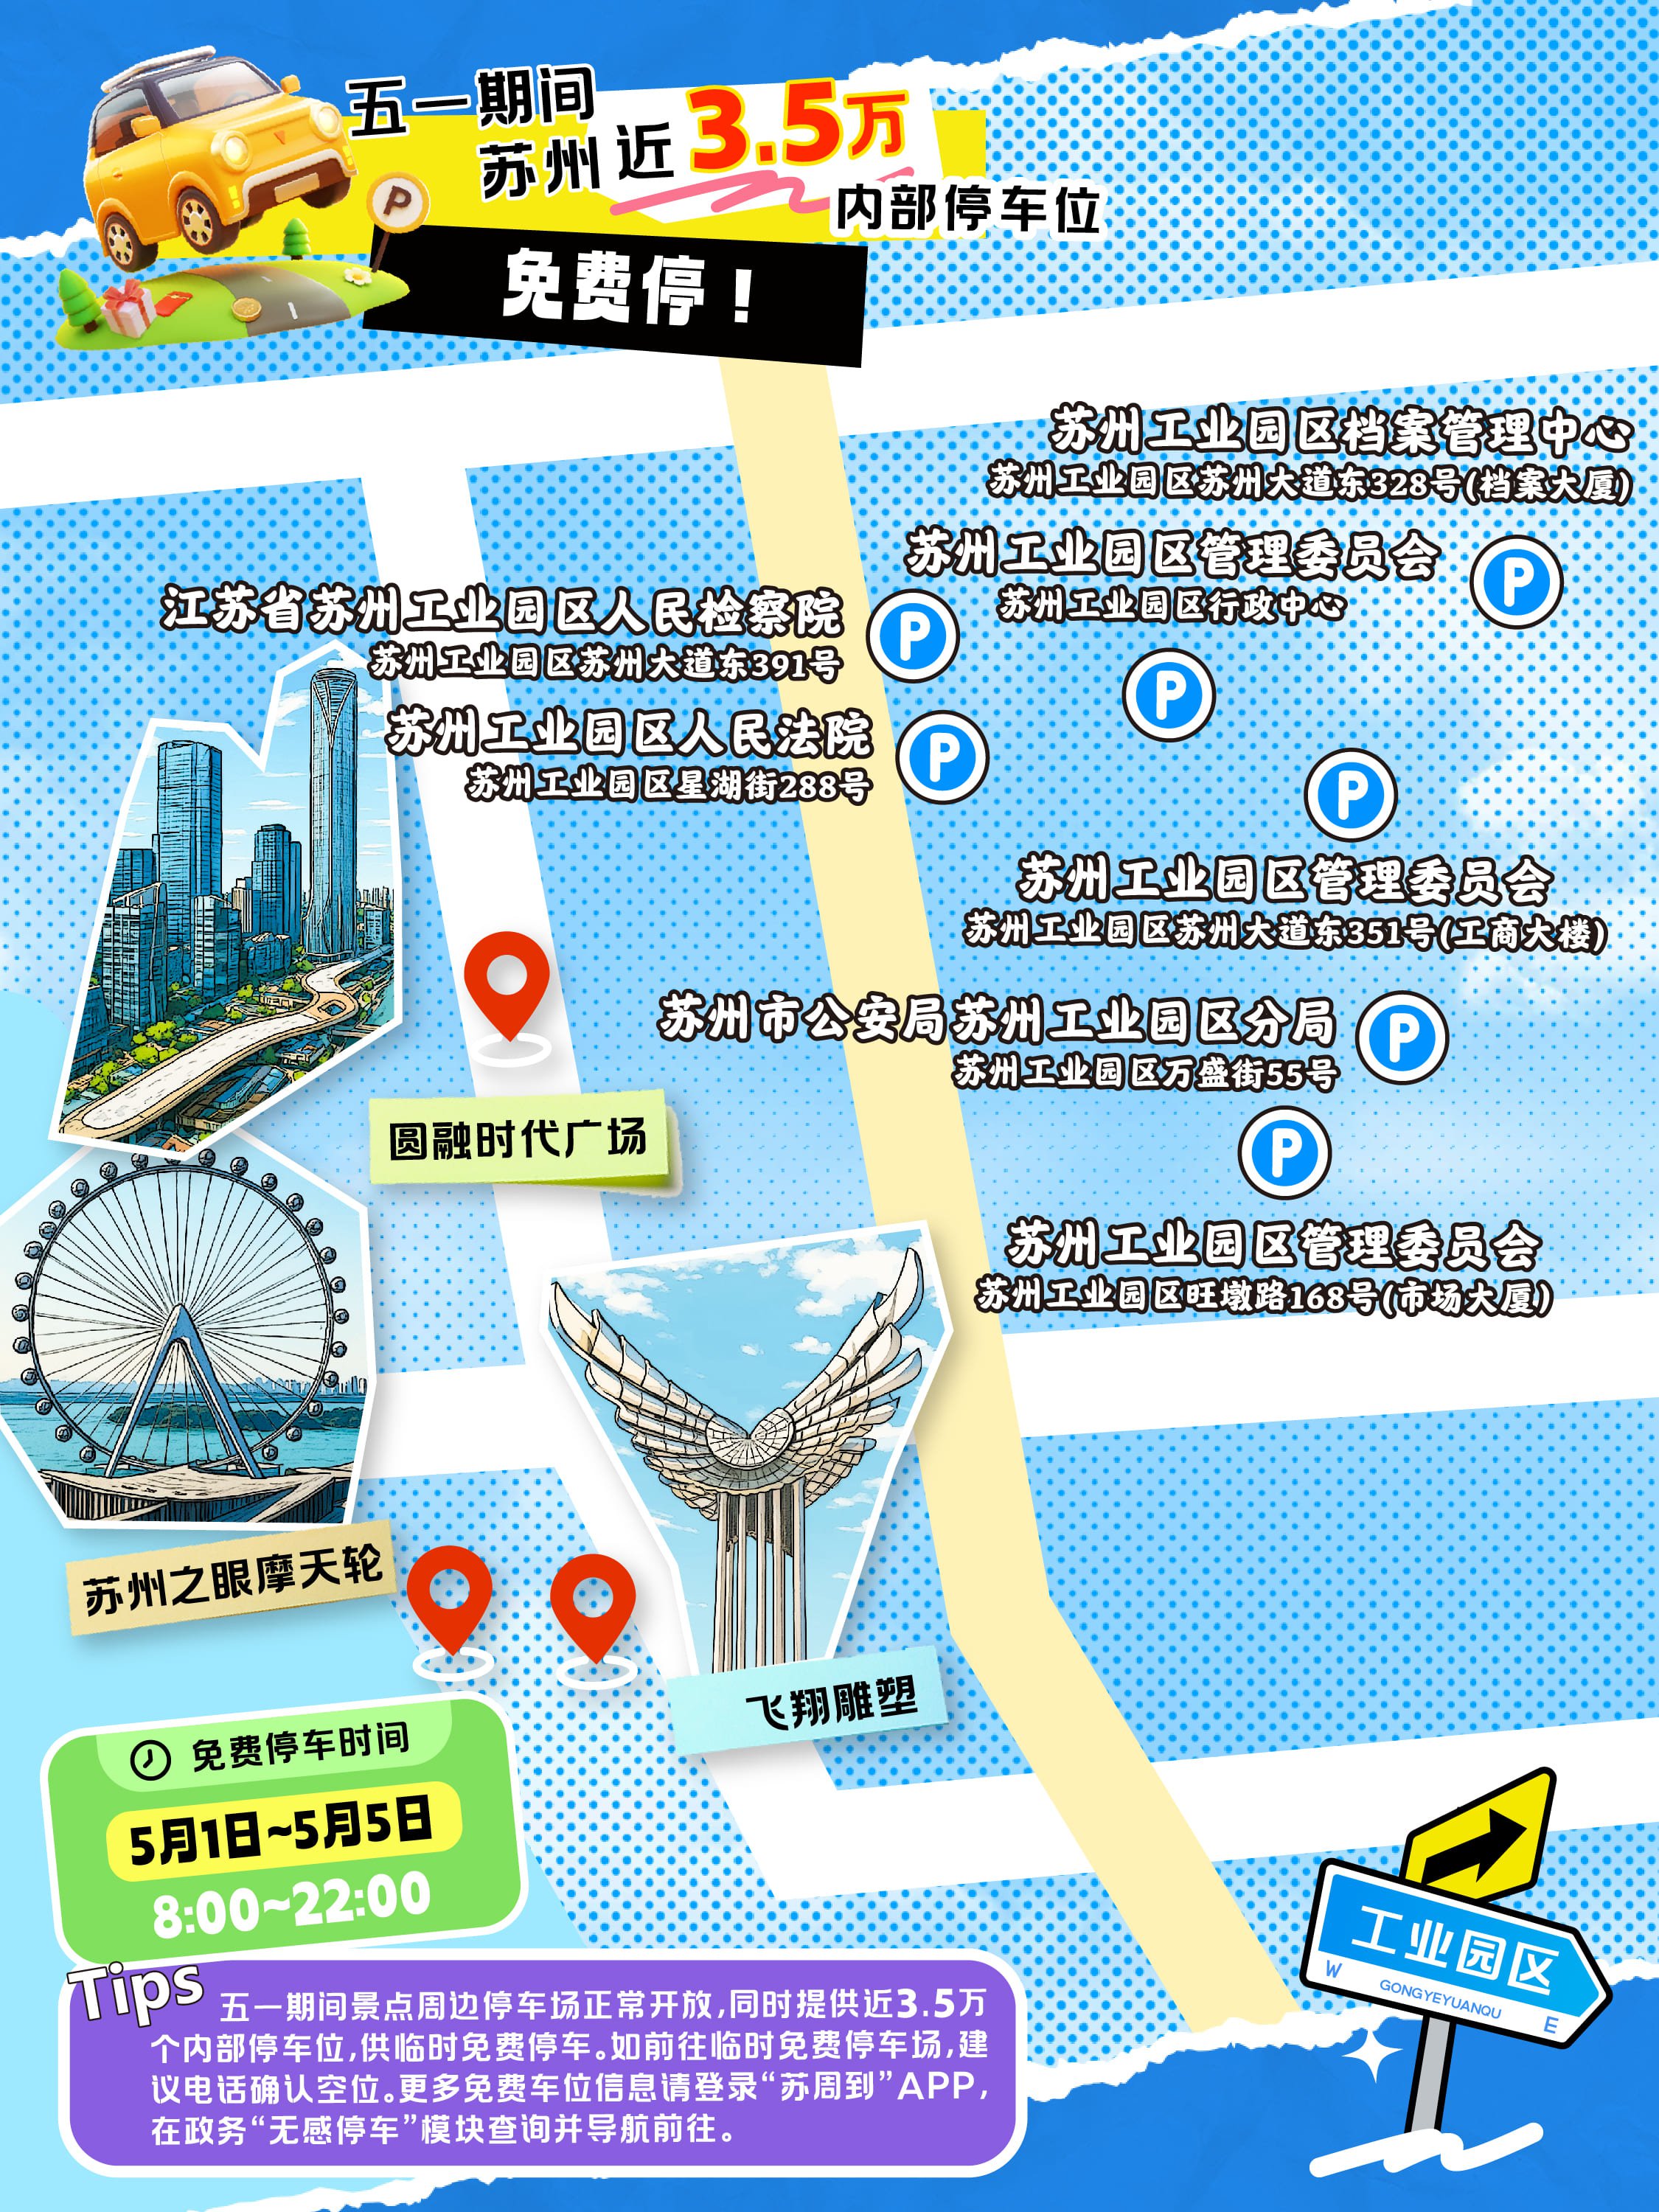 五一期间
苏州近3.5万
内部停车位
P
免费停！
苏州工业园区档案管理中心
苏州工业园区苏州大道东328号(档案大厦)
苏州工业园区管理委员会
苏州工业园区行政中心
P
江苏省苏州工业园区人民检察院
苏州工业园区苏州大道东391号
P
P
苏州工业园区人民法院
苏州工业园区星湖街288号
P
P
苏州工业园区管理委员会
苏州工业园区苏州大道东351号(工商大楼)
苏州市公安局苏州工业园区分局
苏州工业园区万盛街55号
P
圆融时代广场
P
苏州工业园区管理委员会
苏州工业园区旺墩路168号(市场大厦)
苏州之眼摩天轮
飞翔雕塑
免费停车时间
5月1日~5月5日
8:00~22:00
工业园区
W GONGYEYUANQU E
Tips
五一期间景点周边停车场正常开放,同时提供近3.5万
个内部停车位,供临时免费停车。如前往临时免费停车场,建
议电话确认空位。更多免费车位信息请登录“苏周到”APP,
在政务“无感停车”模块查询并导航前往。